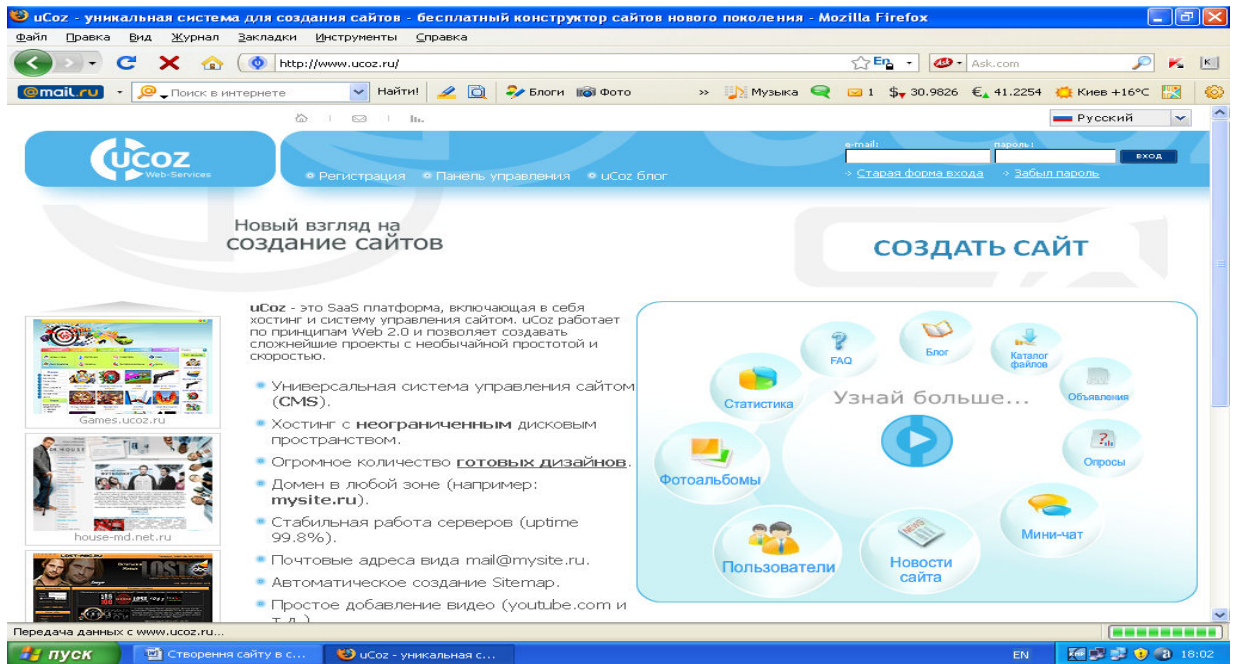 uCoz - уникальная система для создания сайтов - бесплатный конструктор сайтов нового поколения - Mozilla Firefox
Файл Правка Вид Журнал Закладки Инструменты Справка
http://www.ucoz.ru/
En
Ask.com
@mail.ru
Поиск в интернете
Найти!
Блоги
Фото
»
Музыка
1
$ 30.9826
€ 41.2254
Киев +16°C
Русский
ucoz
Web-Services
Регистрация
Панель управления
uCoz блог
e-mail:
пароль:
вход
Старая форма входа
Забыл пароль
Новый взгляд на
создание сайтов
СОЗДАТЬ САЙТ
Games.ucoz.ru
house-md.net.ru
LOST
abc
uCoz - это SaaS платформа, включающая в себя
хостинг и систему управления сайтом. uCoz работает
по принципам Web 2.0 и позволяет создавать
сложнейшие проекты с необычайной простотой и
скоростью.
Универсальная система управления сайтом
(CMS).
Хостинг с неограниченным дисковым
пространством.
Огромное количество готовых дизайнов.
Домен в любой зоне (например:
mysite.ru).
Стабильная работа серверов (uptime
99.8%).
Почтовые адреса вида mail@mysite.ru.
Автоматическое создание Sitemap.
Простое добавление видео (youtube.com и
т.д.)
Узнай больше...
FAQ
Блог
Каталог
файлов
Объявления
Опросы
Мини-чат
Новости
сайта
Пользователи
Фотоальбомы
Статистика
Передача данных с www.ucoz.ru...
пуск
Створення сайту в с...
uCoz - уникальная с...
EN
18:02